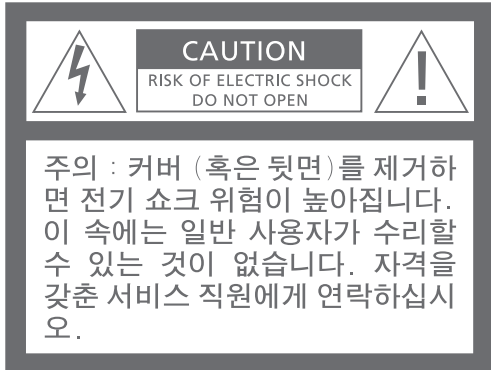 CAUTION
RISK OF ELECTRIC SHOCK
DO NOT OPEN
주의 : 커버 (혹은 뒷면)를 제거하
면 전기 쇼크 위험이 높아집니다.
이 속에는 일반 사용자가 수리할
수 있는 것이 없습니다. 자격을
갖춘 서비스 직원에게 연락하십시
오.